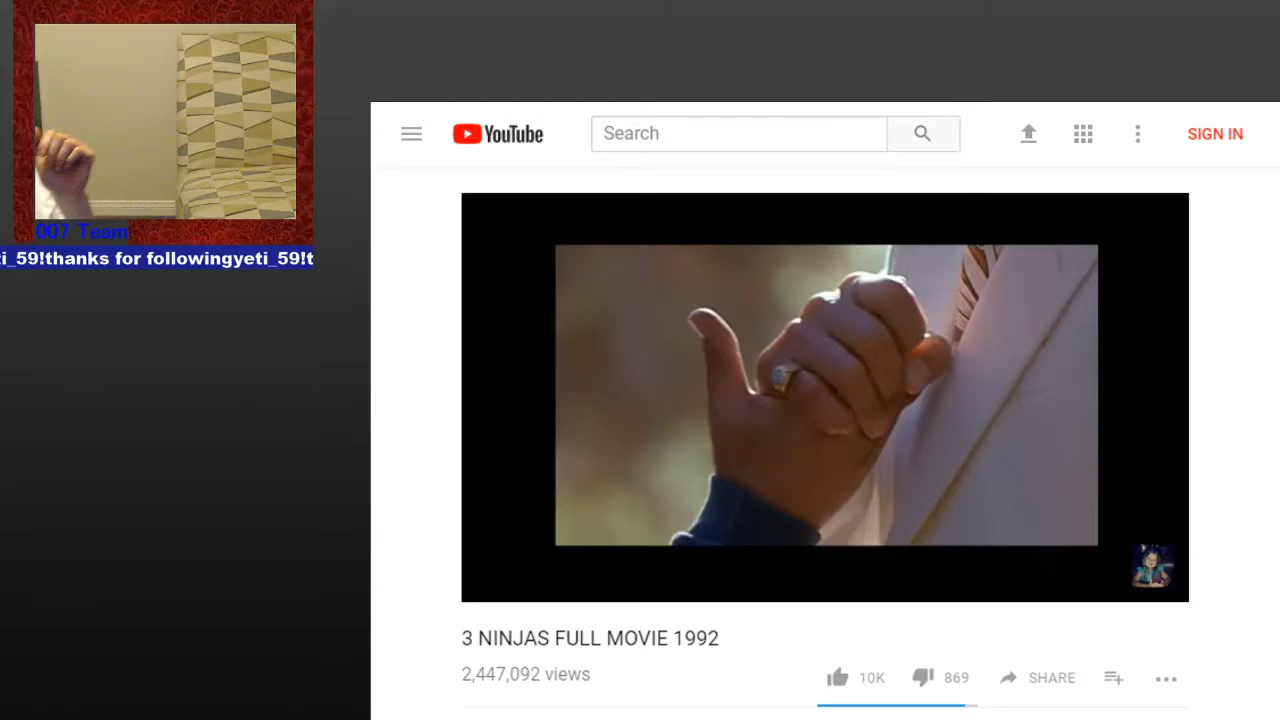 YouTube
Search
SIGN IN
007 Team
i_59!thanks for followingyeti_59!t
3 NINJAS FULL MOVIE 1992
2,447,092 views
10K
869
SHARE